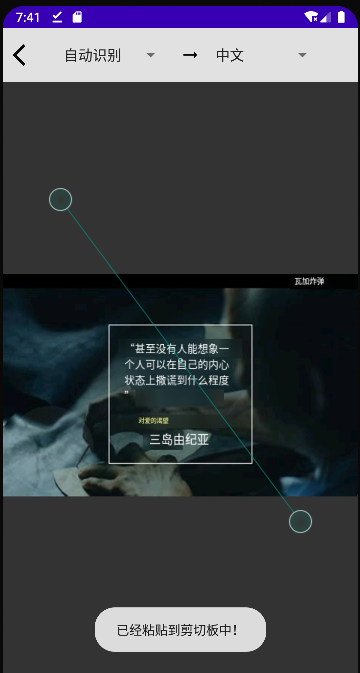 7:41
自动识别
中文
瓦加炸弹
“甚至没有人能想象一
个人可以在自己的内心
状态上撒谎到什么程度
”
对爱的渴望
三岛由纪亚
已经粘贴到剪切板中！